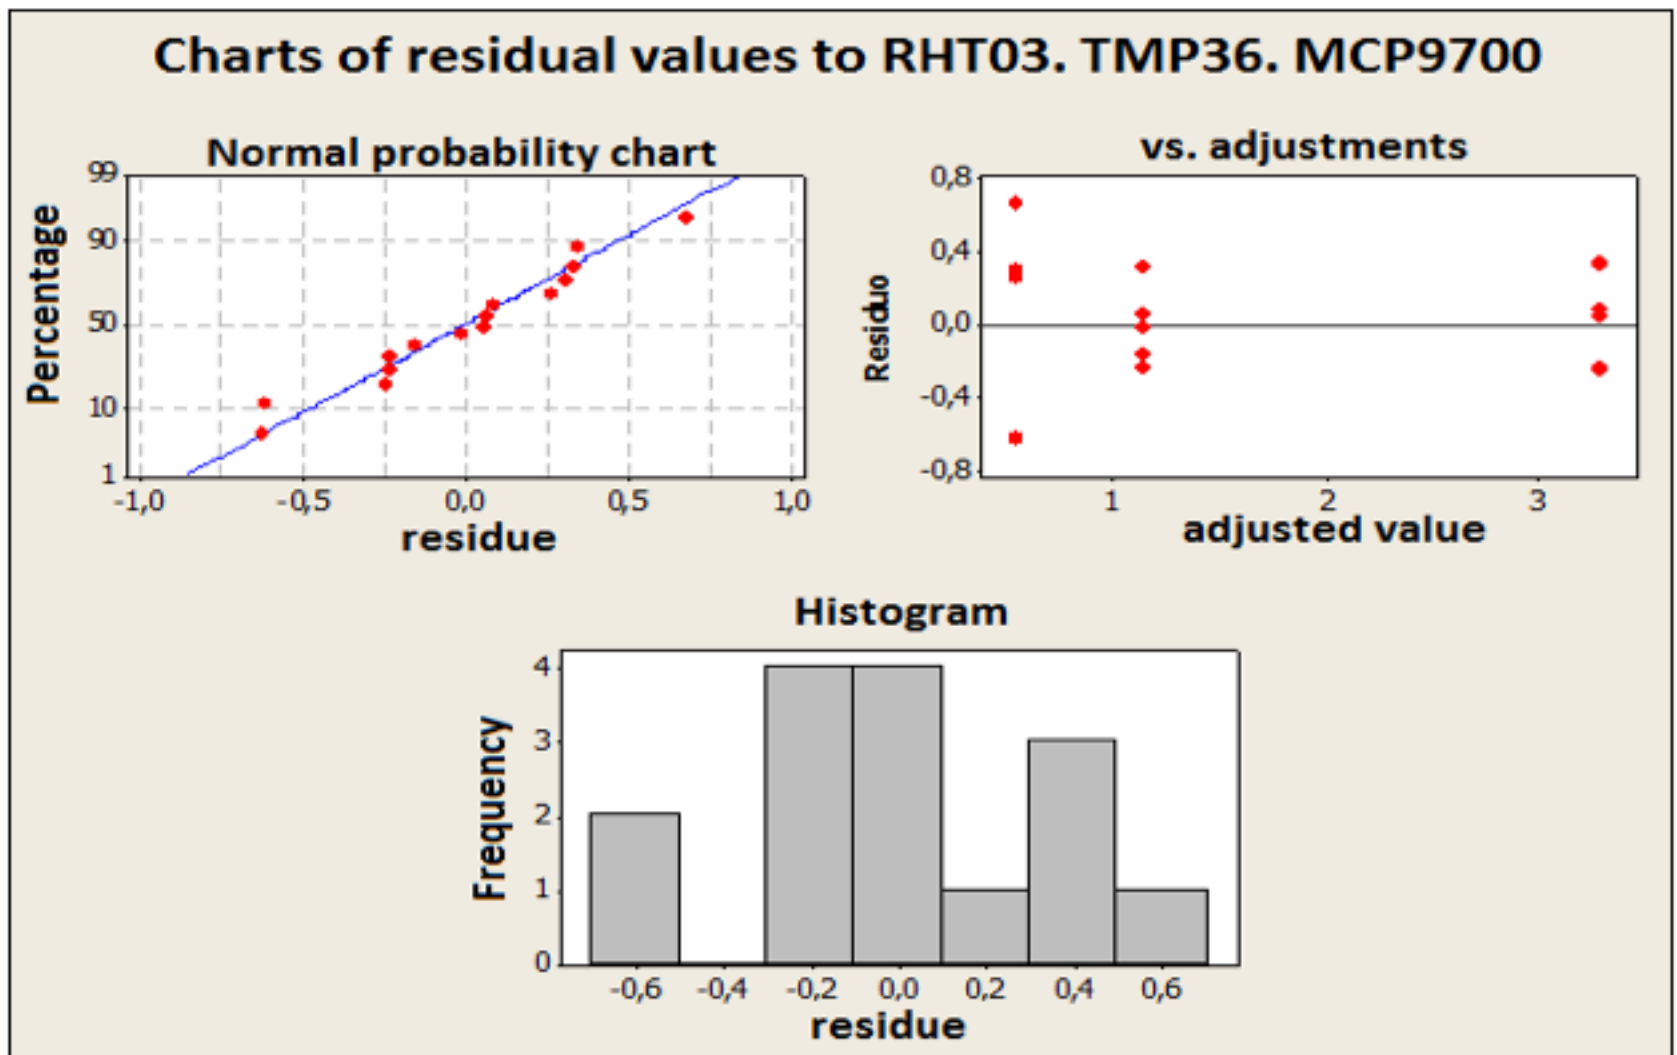 Charts of residual values to RHT03. TMP36. MCP9700
Normal probability chart
Percentage
99
90
50
10
1
-1,0 -0,5 0,0 0,5 1,0
residue
vs. adjustments
Residuo
0,8
0,4
0,0
-0,4
-0,8
1 2 3
adjusted value
Histogram
Frequency
4
3
2
1
0
-0,6 -0,4 -0,2 0,0 0,2 0,4 0,6
residue